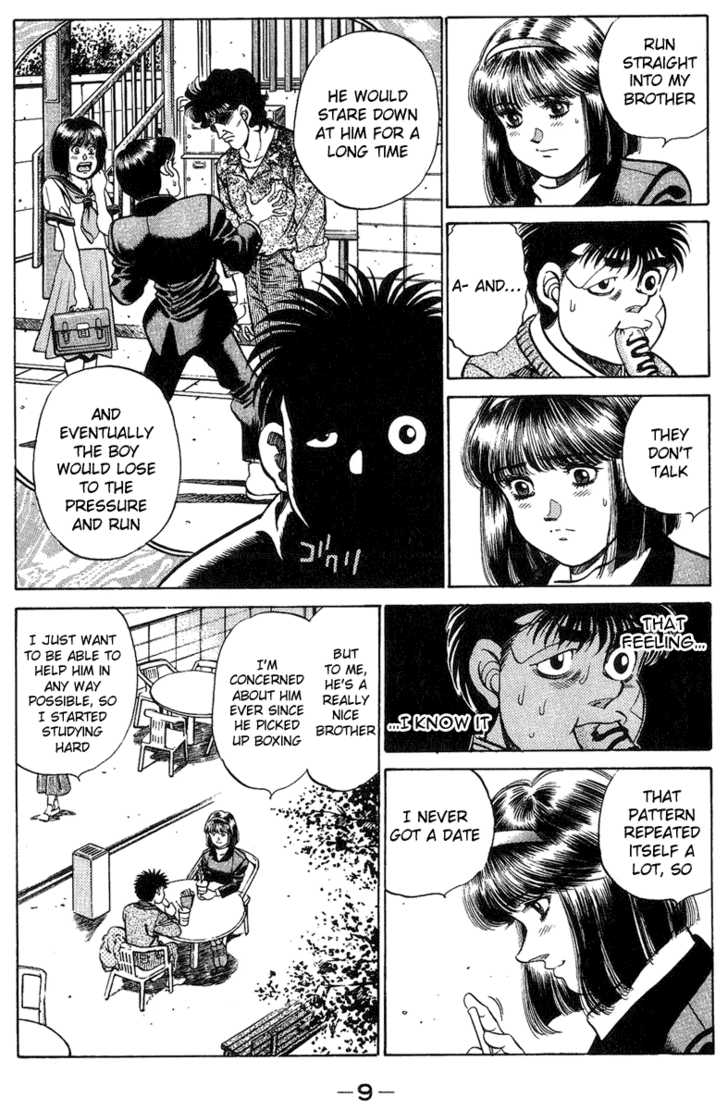 RUN
STRAIGHT
INTO MY
BROTHER
A- AND...
THEY
DON'T
TALK
HE WOULD
STARE DOWN
AT HIM FOR A
LONG TIME
AND
EVENTUALLY
THE BOY
WOULD LOSE
TO THE
PRESSURE
AND RUN
ゴクリ
THAT
FEELING...
...I KNOW IT
THAT
PATTERN
REPEATED
ITSELF A
LOT, SO
I NEVER
GOT A DATE
BUT
TO ME,
HE'S A
REALLY
NICE
BROTHER
I'M
CONCERNED
ABOUT HIM
EVER SINCE
HE PICKED
UP BOXING
I JUST WANT
TO BE ABLE TO
HELP HIM IN
ANY WAY
POSSIBLE, SO
I STARTED
STUDYING
HARD
—9—